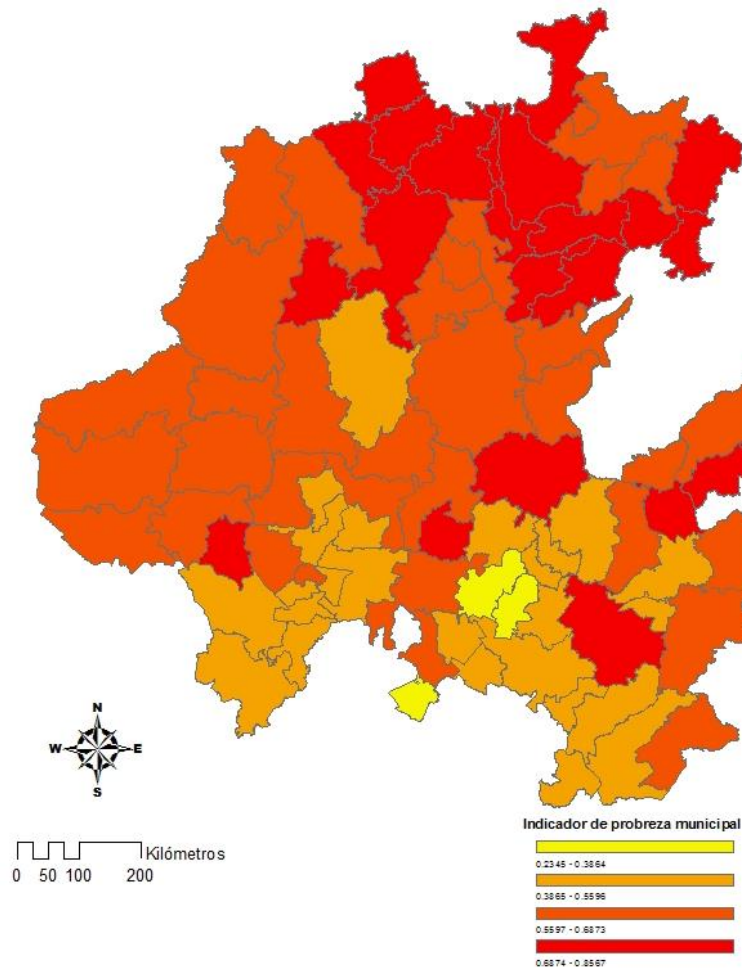 N
W E
S
Kilómetros
0 50 100 200
Indicador de probreza municipal
0.2345 - 0.3864
0.3865 - 0.5596
0.5597 - 0.6873
0.6874 - 0.8567